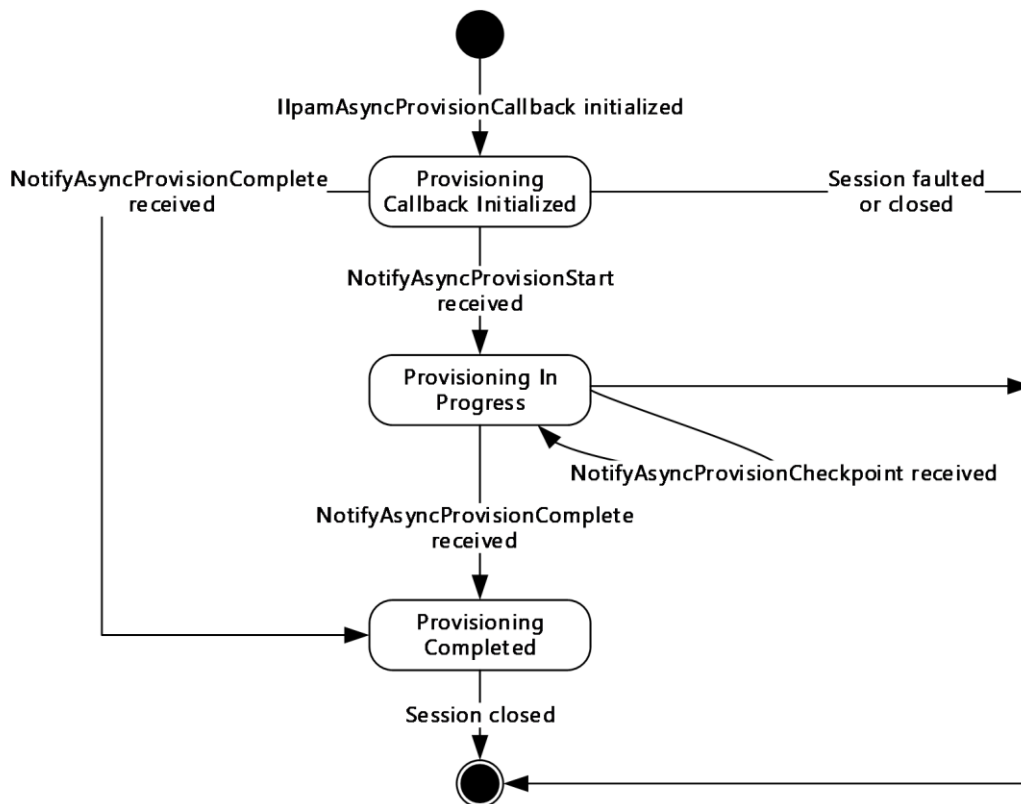 IIpamAsyncProvisionCallback initialized
NotifyAsyncProvisionComplete
received
Provisioning
Callback Initialized
Session faulted
or closed
NotifyAsyncProvisionStart
received
Provisioning In
Progress
NotifyAsyncProvisionCheckpoint received
NotifyAsyncProvisionComplete
received
Provisioning
Completed
Session closed